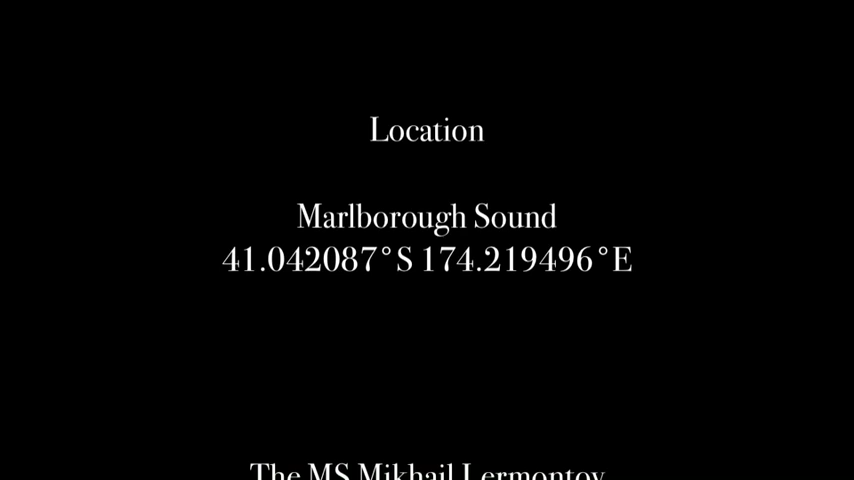 Location
Marlborough Sound
41.042087°S 174.219496°E
The MS Mikhail Lermontov